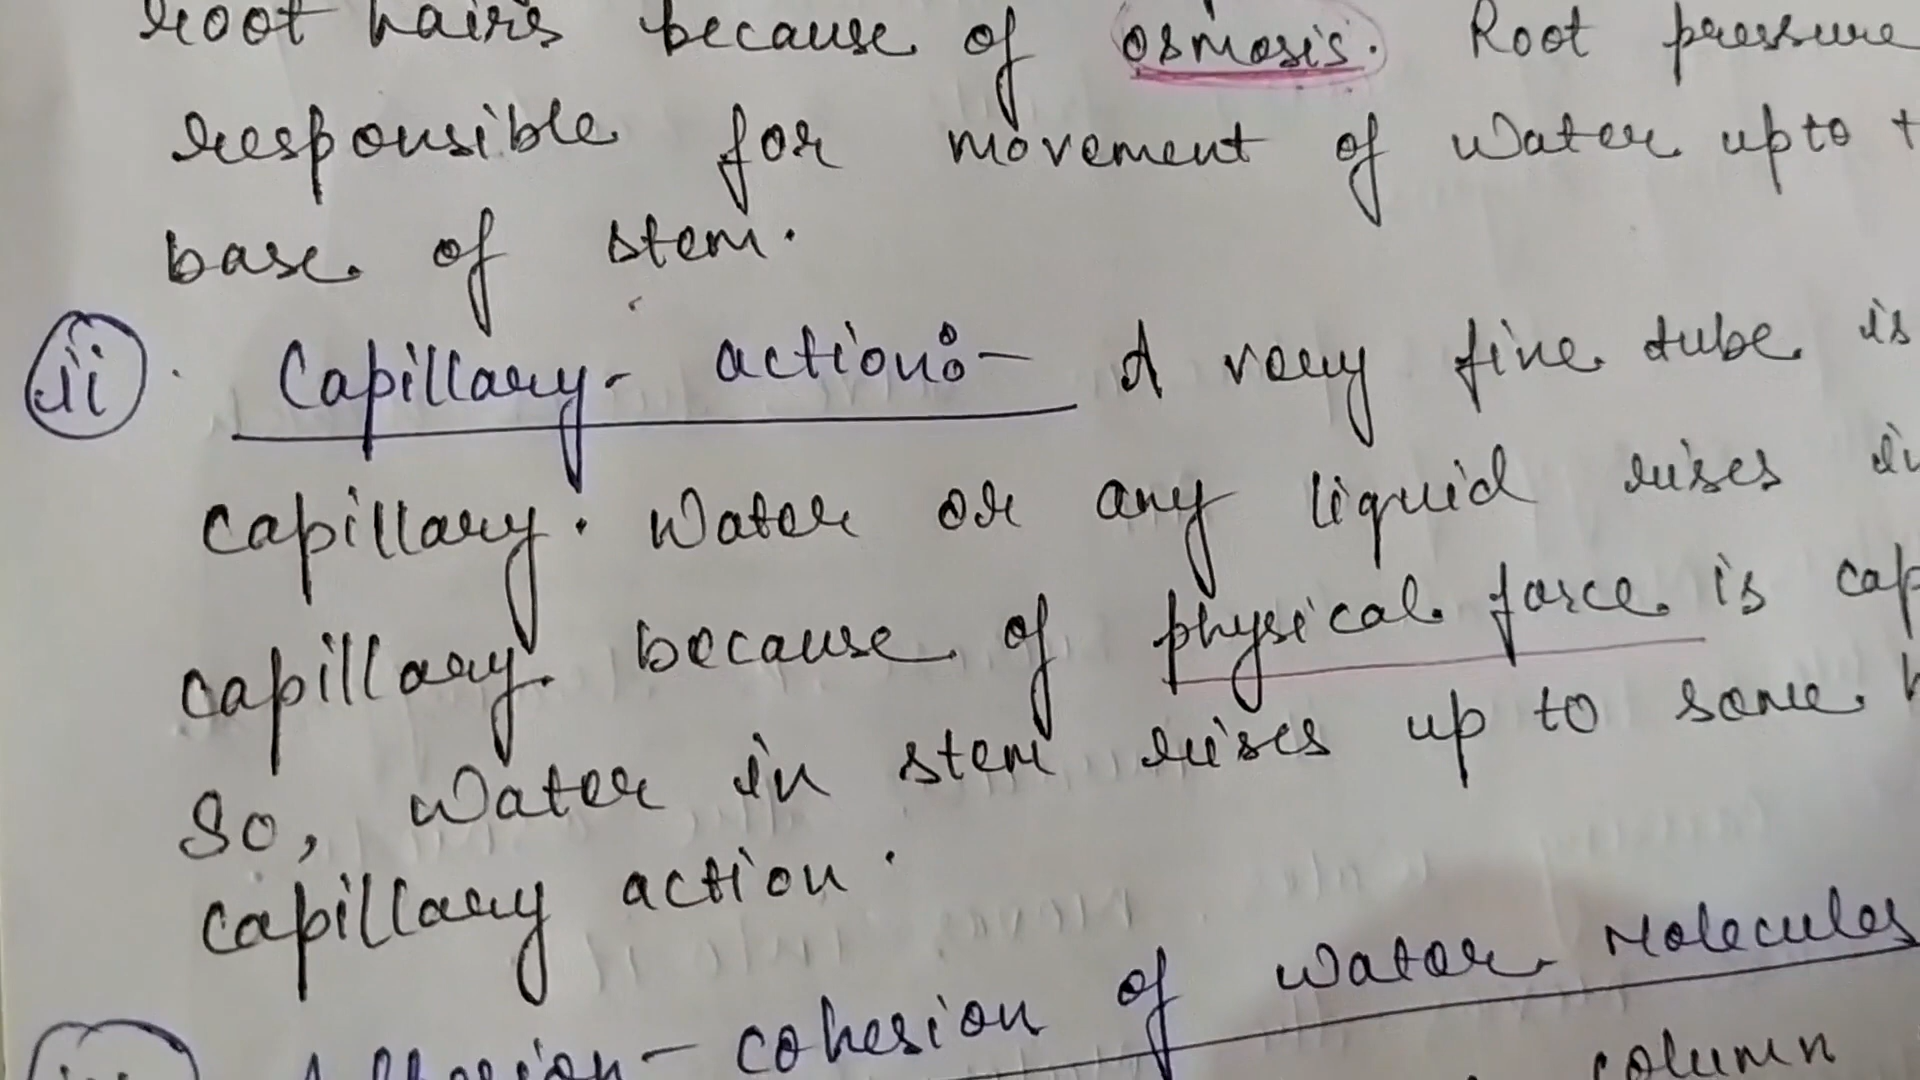 root hairs because of osmosis. Root pressure
responsible for movement of water upto
base of stem.
(ii) Capillary - action :- A very fine tube is
capillary. Water or any liquid rises
capillary. because of physical force is cap
So, water in stem rises up to some
capillary action.
Adhesion - cohesion of water Molecules
column